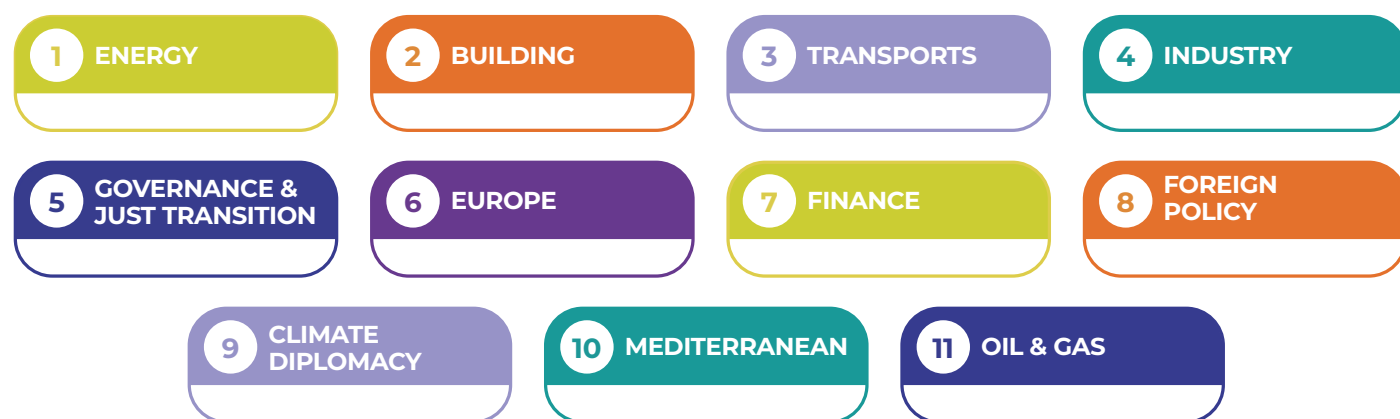 1 ENERGY
2 BUILDING
3 TRANSPORTS
4 INDUSTRY
5 GOVERNANCE &
JUST TRANSITION
6 EUROPE
7 FINANCE
8 FOREIGN
POLICY
9 CLIMATE
DIPLOMACY
10 MEDITERRANEAN
11 OIL & GAS